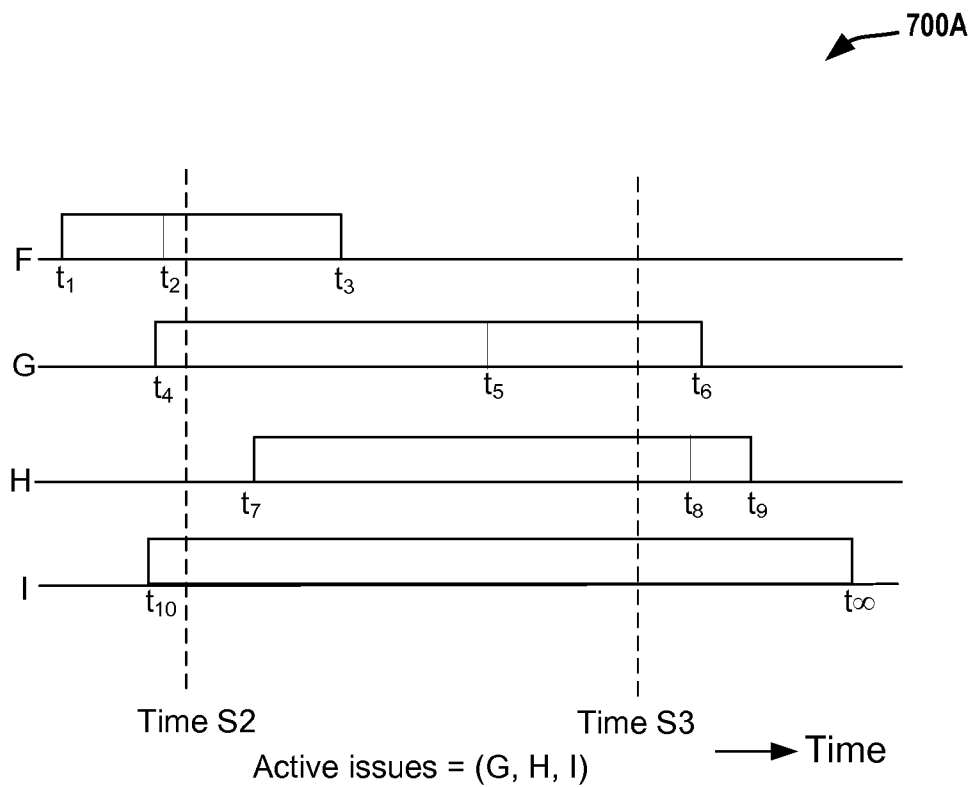 700A
F
t₁ t₂ t₃
G
t₄ t₅ t₆
H
t₇ t₈ t₉
I
t₁₀ t∞
Time S2 Time S3
Time
Active issues = (G, H, I)